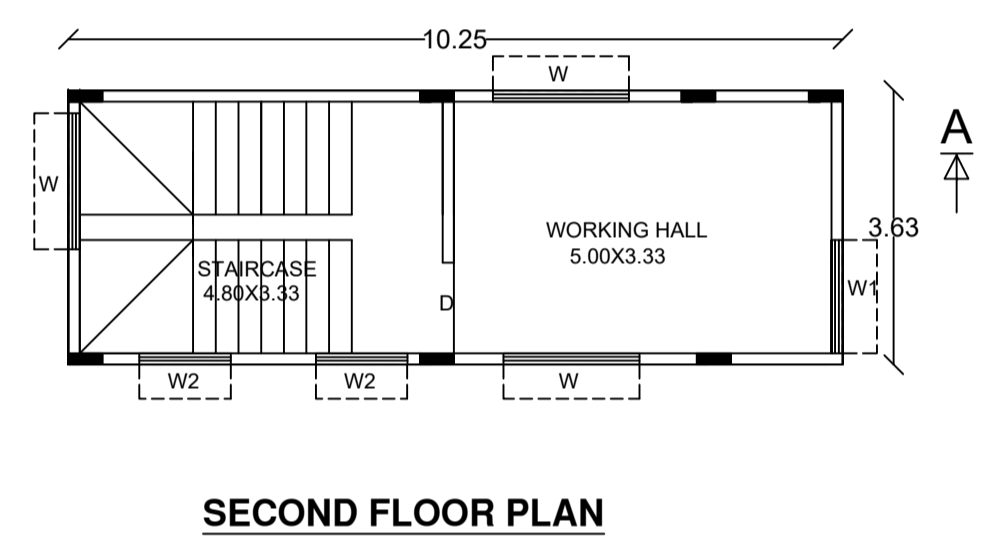 10.25
W
A
W
3.63
WORKING HALL
5.00X3.33
STAIRCASE
4.80X3.33
D
W1
W2
W2
W
SECOND FLOOR PLAN